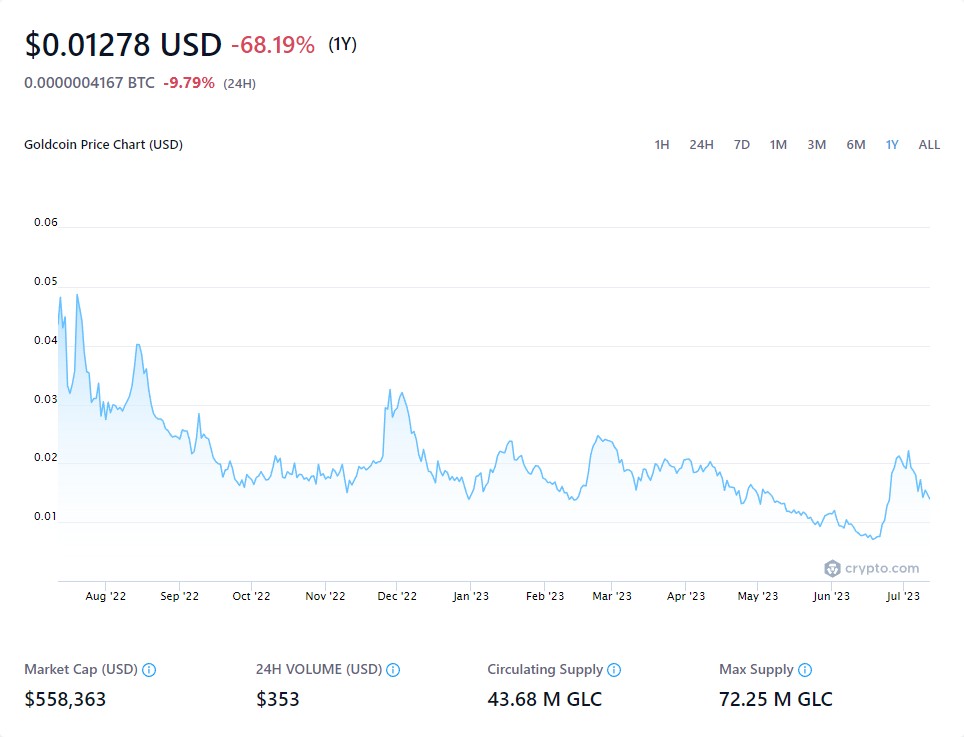 $0.01278 USD -68.19% (1Y)
0.0000004167 BTC -9.79% (24H)
Goldcoin Price Chart (USD) 1H 24H 7D 1M 3M 6M 1Y ALL
0.06
0.05
0.04
0.03
0.02
0.01
crypto.com
Aug '22 Sep '22 Oct '22 Nov '22 Dec '22 Jan '23 Feb '23 Mar '23 Apr '23 May '23 Jun '23 Jul '23
Market Cap (USD) 24H VOLUME (USD) Circulating Supply Max Supply
$558,363 $353 43.68 M GLC 72.25 M GLC